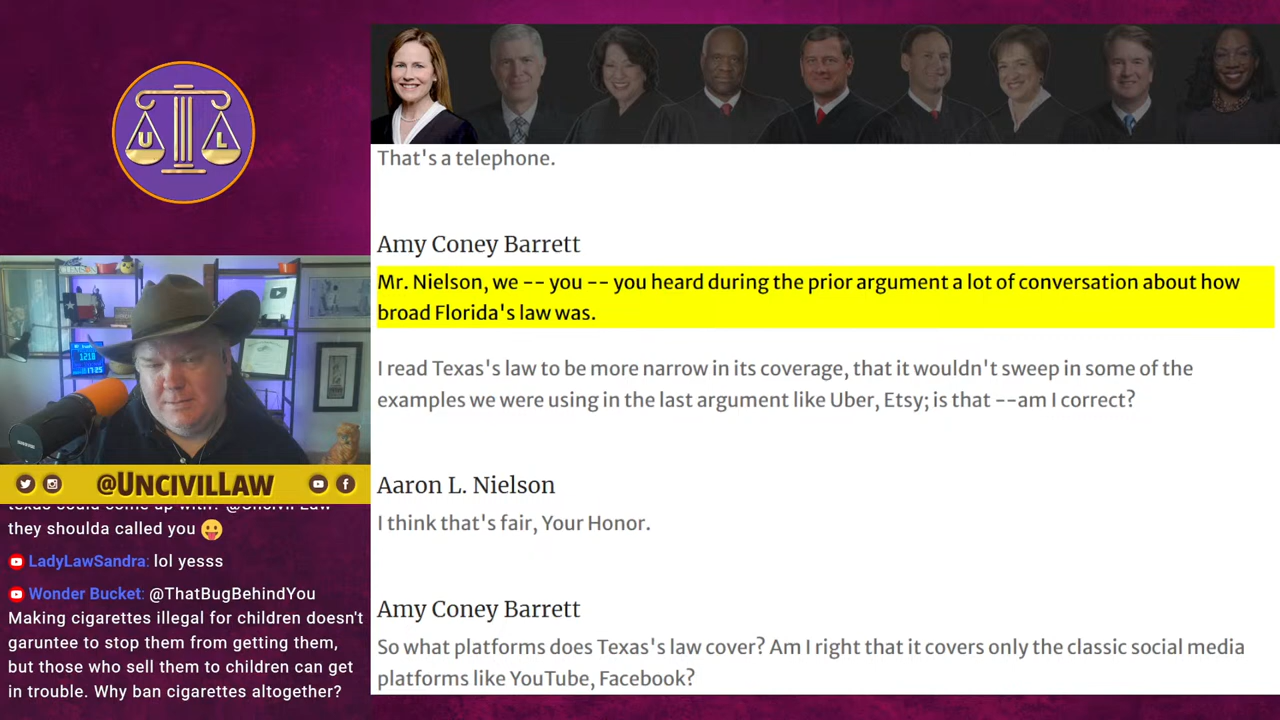 U L
That's a telephone.
Amy Coney Barrett
Mr. Nielson, we -- you -- you heard during the prior argument a lot of conversation about how
broad Florida's law was.
I read Texas's law to be more narrow in its coverage, that it wouldn't sweep in some of the
examples we were using in the last argument like Uber, Etsy; is that --am I correct?
Aaron L. Nielson
I think that's fair, Your Honor.
Amy Coney Barrett
So what platforms does Texas's law cover? Am I right that it covers only the classic social media
platforms like YouTube, Facebook?
1210
17:25
@UNCIVILLAW
they shoulda called you 😛
LadyLawSandra: lol yesss
Wonder Bucket: @ThatBugBehindYou
Making cigarettes illegal for children doesn't
garuntee to stop them from getting them,
but those who sell them to children can get
in trouble. Why ban cigarettes altogether?